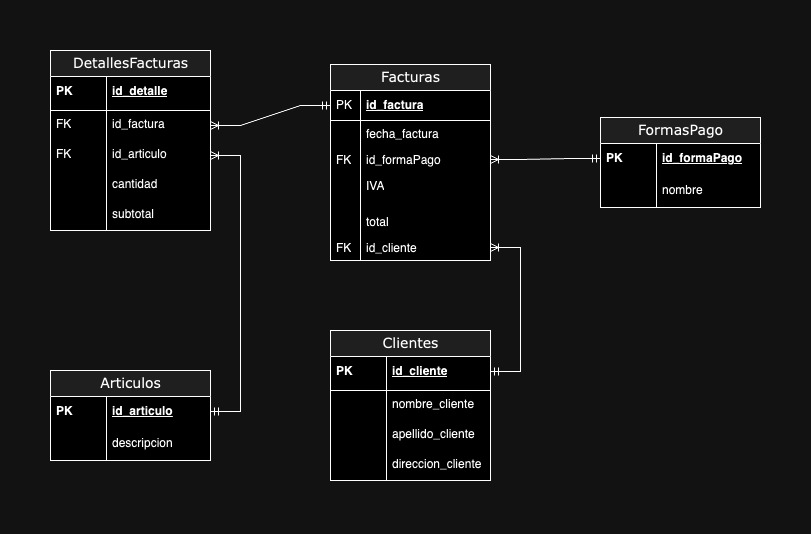 DetallesFacturas
PK id_detalle
FK id_factura
FK id_articulo
cantidad
subtotal
Facturas
PK id_factura
fecha_factura
FK id_formaPago
IVA
total
FK id_cliente
FormasPago
PK id_formaPago
nombre
Articulos
PK id_articulo
descripcion
Clientes
PK id_cliente
nombre_cliente
apellido_cliente
direccion_cliente